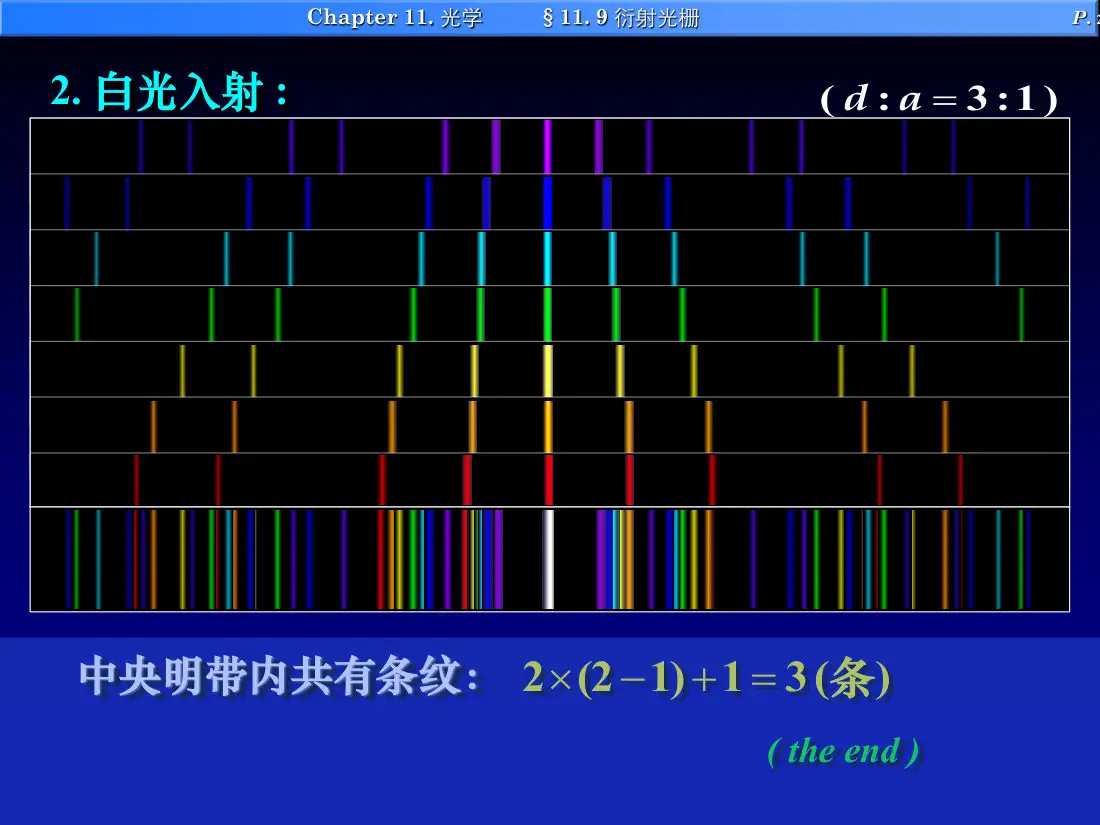 Chapter 11. 光学 §11. 9 衍射光栅 P.
2. 白光入射：
( d : a = 3 : 1 )
中央明带内共有条纹： 2×(2−1)+1=3(条)
( the end )